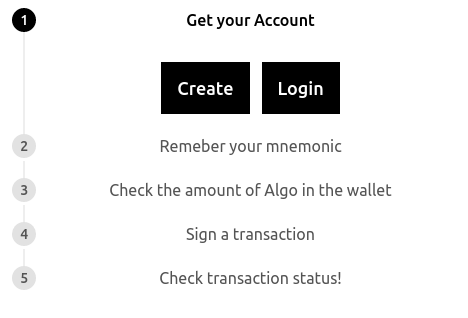 1 Get your Account
Create Login
2 Remeber your mnemonic
3 Check the amount of Algo in the wallet
4 Sign a transaction
5 Check transaction status!